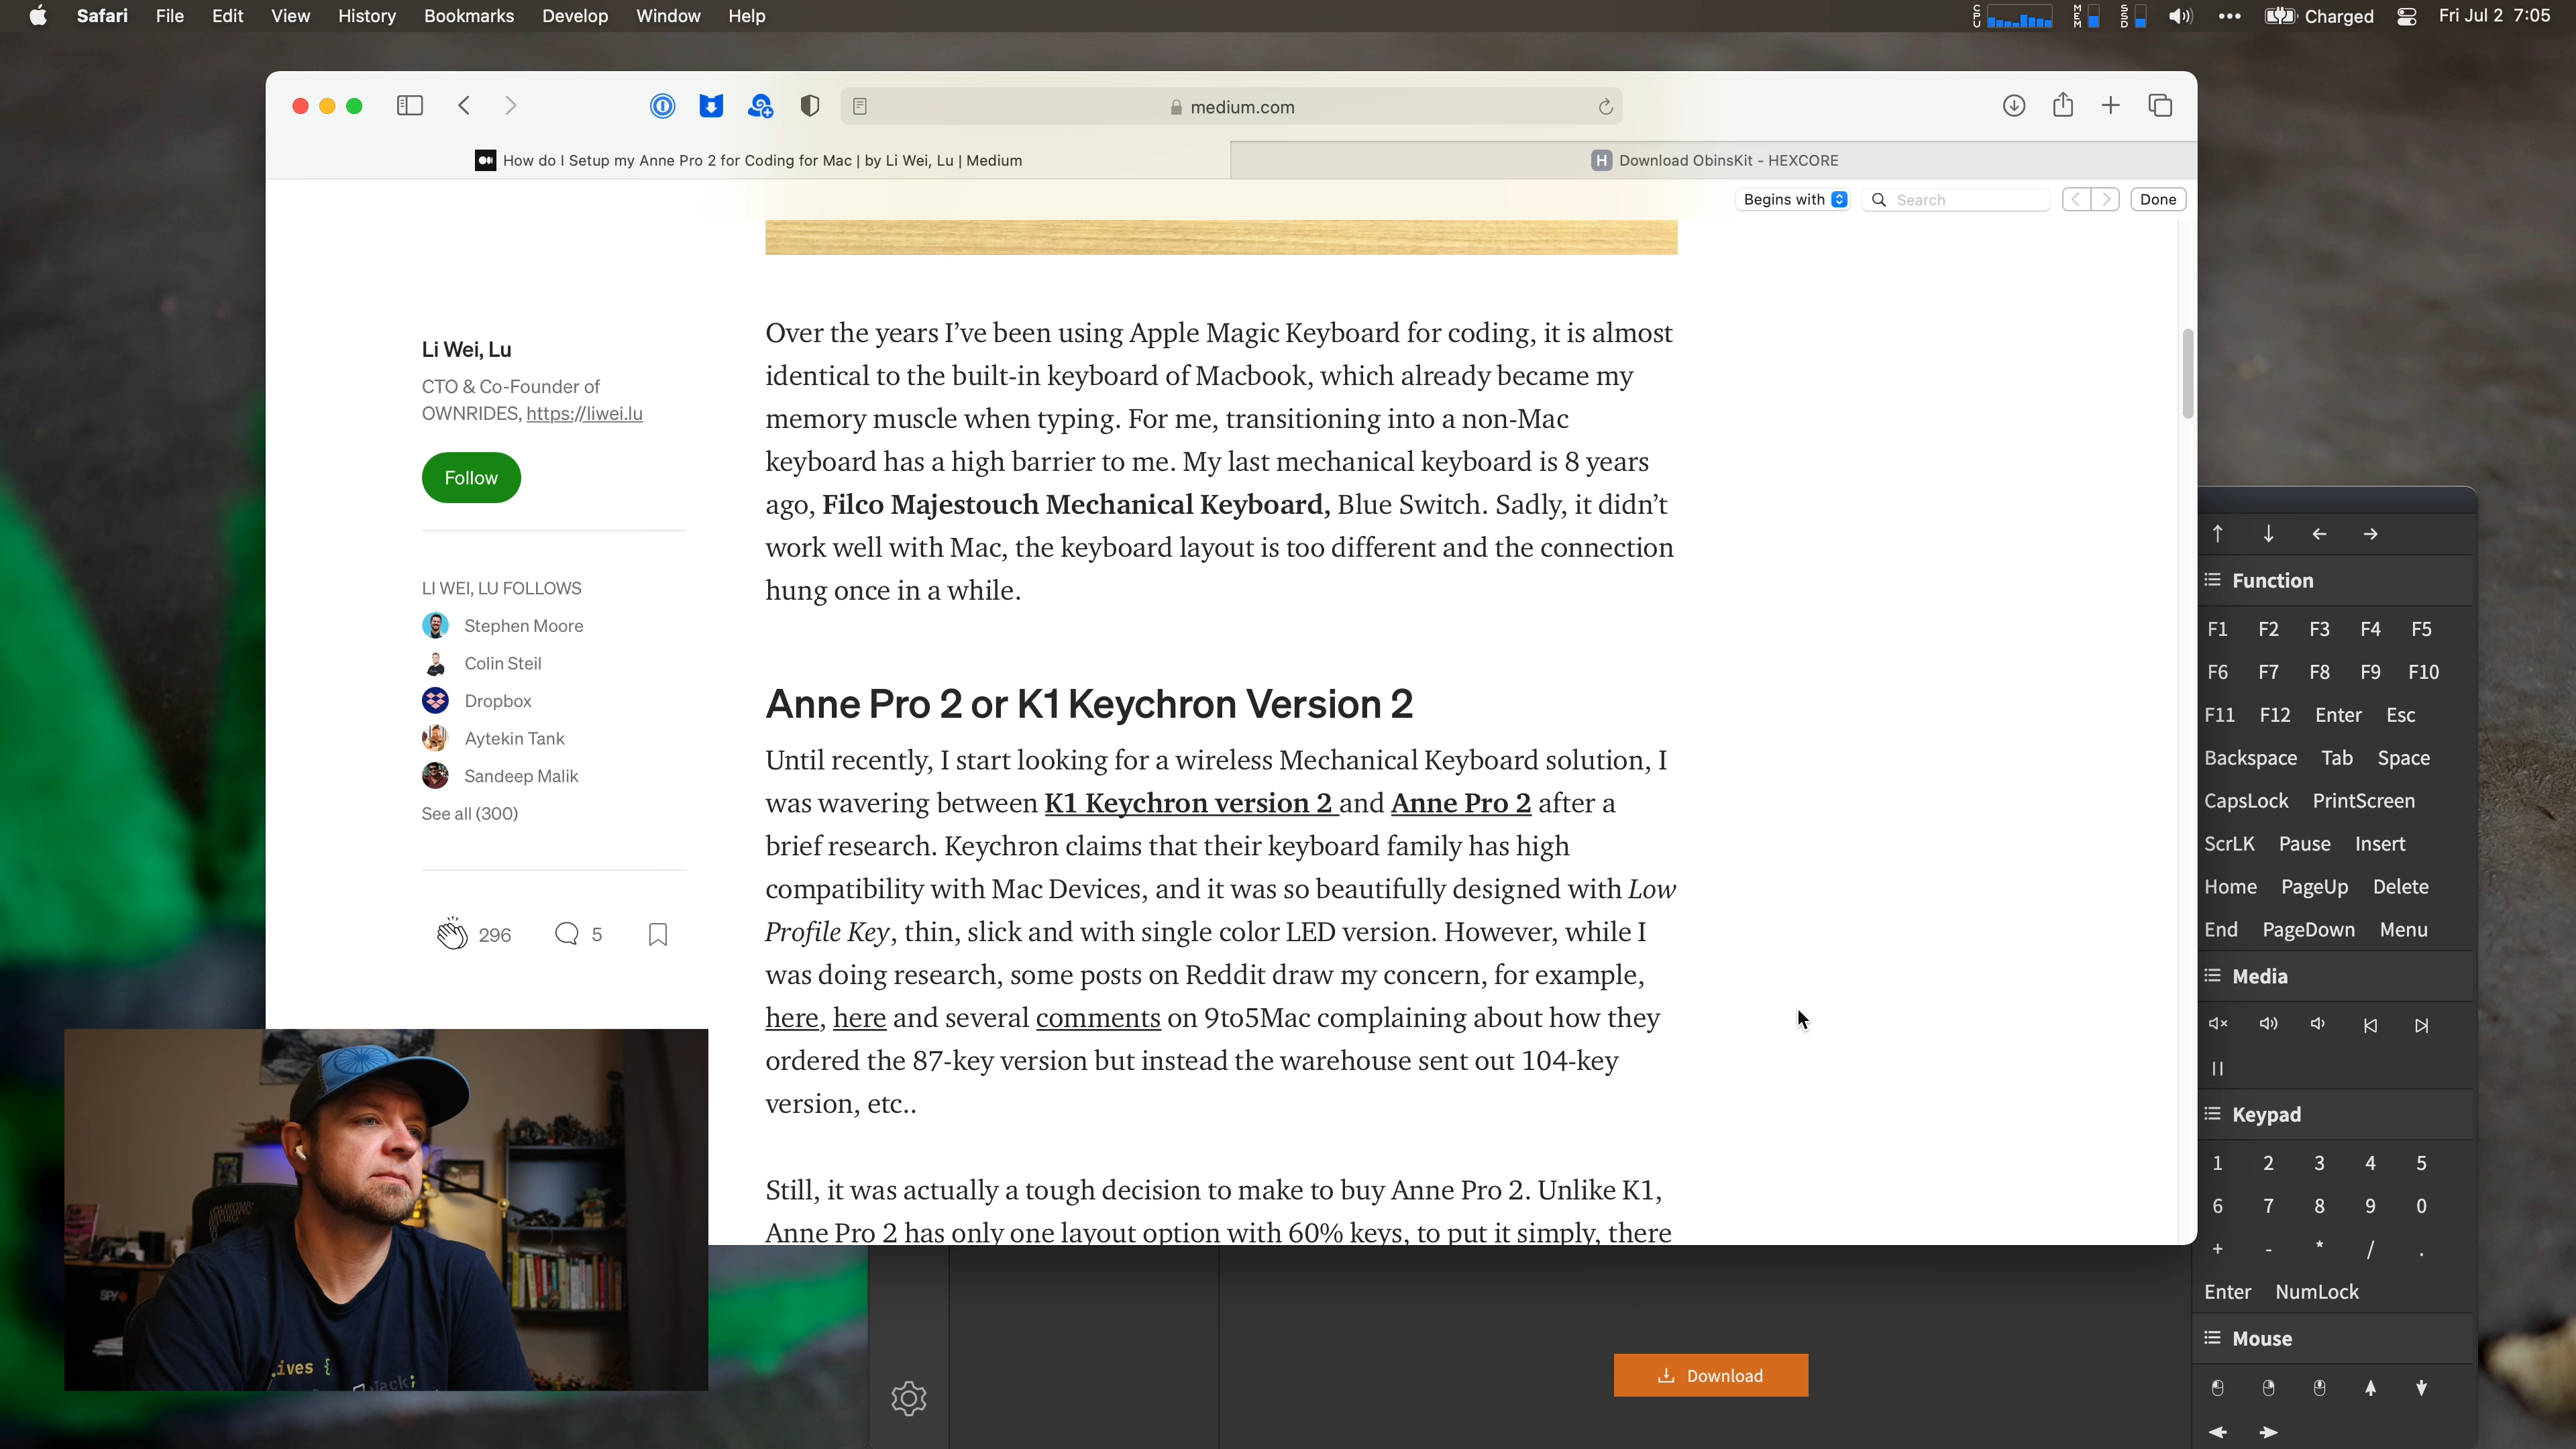 Safari File Edit View History Bookmarks Develop Window Help
CPU MEM SSD ••• Charged Fri Jul 2 7:05
medium.com
How do I Setup my Anne Pro 2 for Coding for Mac | by Li Wei, Lu | Medium
H Download ObinsKit - HEXCORE
Begins with Search Done
Li Wei, Lu
CTO & Co-Founder of
OWNRIDES, https://liwei.lu
Follow
LI WEI, LU FOLLOWS
Stephen Moore
Colin Steil
Dropbox
Aytekin Tank
Sandeep Malik
See all (300)
296 5
Over the years I’ve been using Apple Magic Keyboard for coding, it is almost
identical to the built-in keyboard of Macbook, which already became my
memory muscle when typing. For me, transitioning into a non-Mac
keyboard has a high barrier to me. My last mechanical keyboard is 8 years
ago, Filco Majestouch Mechanical Keyboard, Blue Switch. Sadly, it didn’t
work well with Mac, the keyboard layout is too different and the connection
hung once in a while.
Anne Pro 2 or K1 Keychron Version 2
Until recently, I start looking for a wireless Mechanical Keyboard solution, I
was wavering between K1 Keychron version 2 and Anne Pro 2 after a
brief research. Keychron claims that their keyboard family has high
compatibility with Mac Devices, and it was so beautifully designed with Low
Profile Key, thin, slick and with single color LED version. However, while I
was doing research, some posts on Reddit draw my concern, for example,
here, here and several comments on 9to5Mac complaining about how they
ordered the 87-key version but instead the warehouse sent out 104-key
version, etc..
Still, it was actually a tough decision to make to buy Anne Pro 2. Unlike K1,
Anne Pro 2 has only one layout option with 60% keys, to put it simply, there
↑ ↓ ← →
Function
F1 F2 F3 F4 F5
F6 F7 F8 F9 F10
F11 F12 Enter Esc
Backspace Tab Space
CapsLock PrintScreen
ScrLK Pause Insert
Home PageUp Delete
End PageDown Menu
Media
Keypad
1 2 3 4 5
6 7 8 9 0
+ - * / .
Enter NumLock
Mouse
Download
SPY
ives {
Jack;